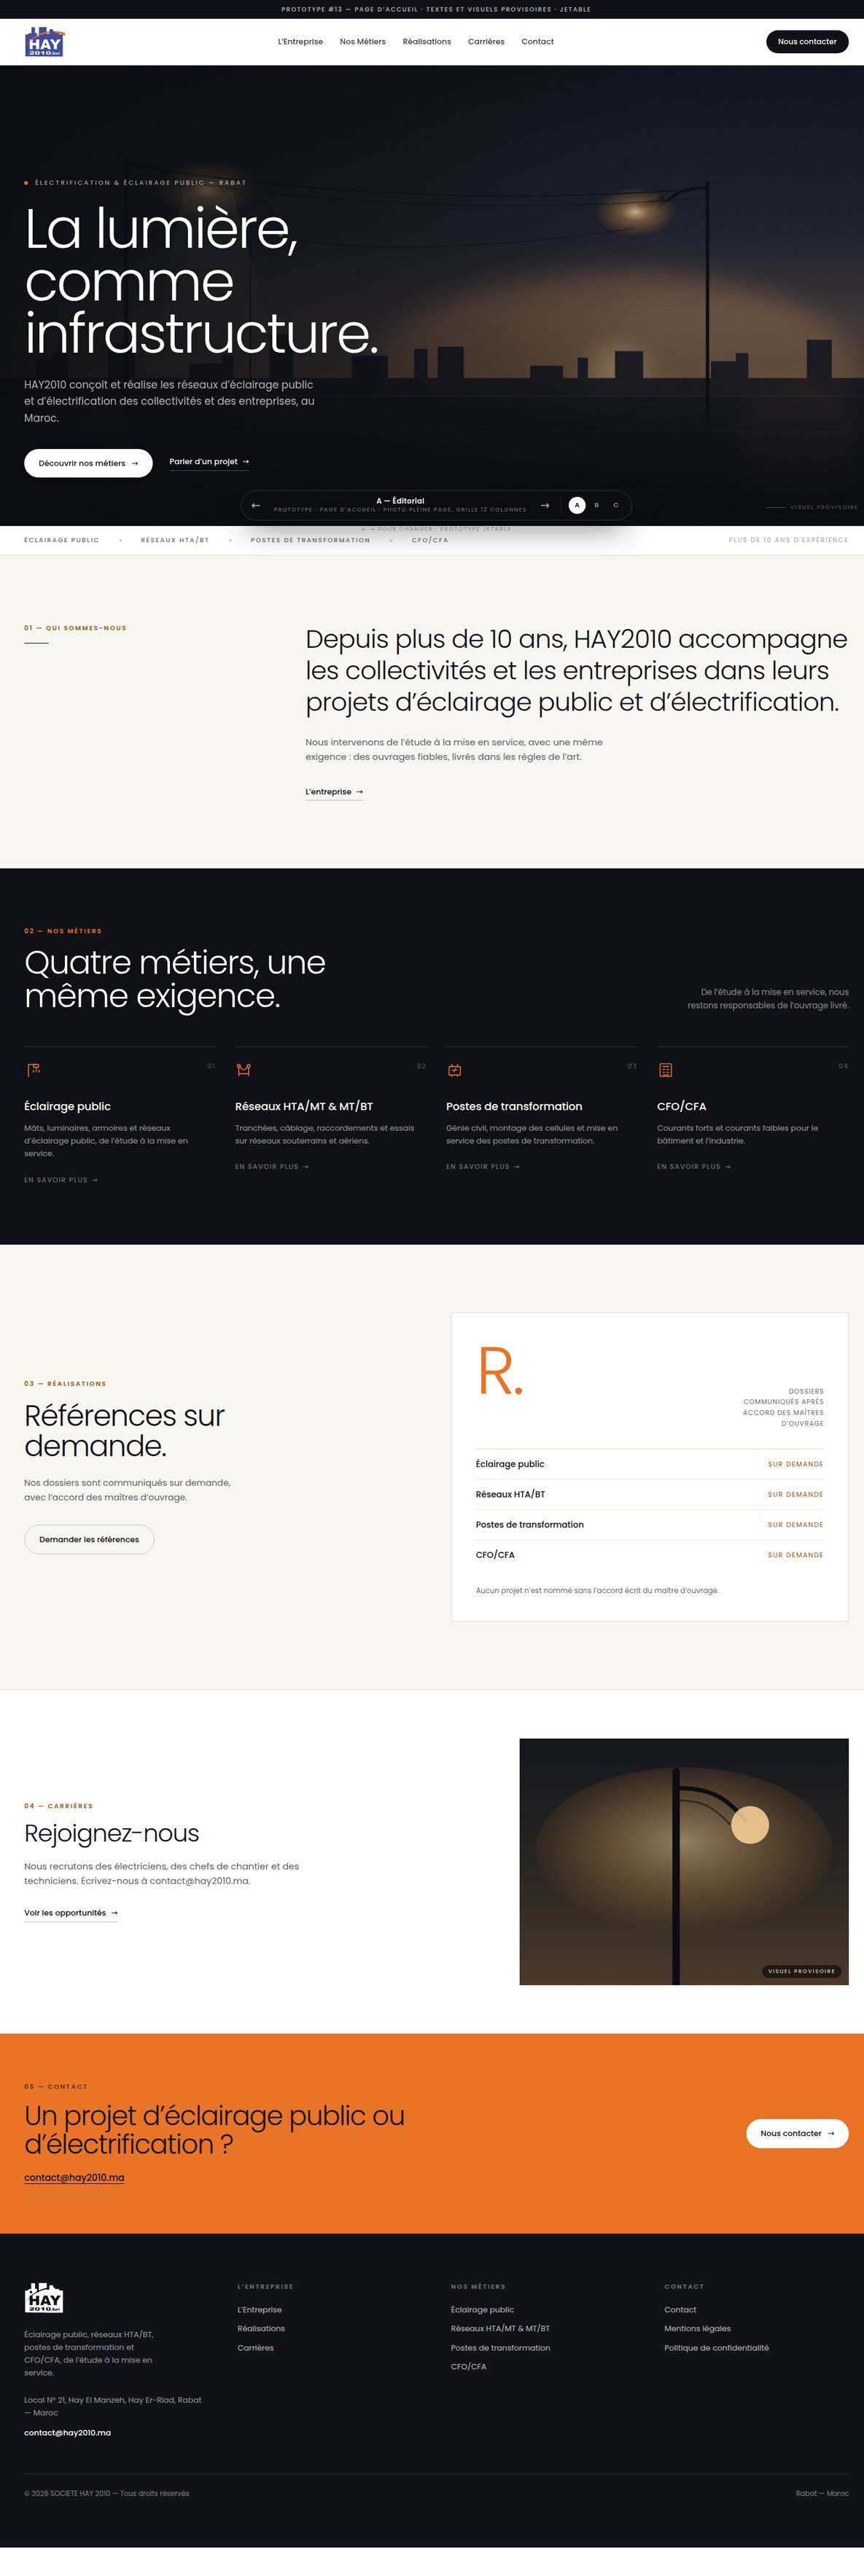 PROTOTYPE #13 — PAGE D'ACCUEIL · TEXTES ET VISUELS PROVISOIRES · JETABLE
HAY
2010.sarl
L'Entreprise
Nos Métiers
Réalisations
Carrières
Contact
Nous contacter
ÉLECTRIFICATION & ÉCLAIRAGE PUBLIC — RABAT
La lumière,
comme
infrastructure.
HAY2010 conçoit et réalise les réseaux d'éclairage public
et d'électrification des collectivités et des entreprises, au
Maroc.
Découvrir nos métiers →
Parler d'un projet →
← A — Éditorial
PROTOTYPE · PAGE D'ACCUEIL · PHOTO PLEINE PAGE, GRILLE 12 COLONNES
→ A B C
VISUEL PROVISOIRE
← → POUR CHANGER · PROTOTYPE JETABLE
ÉCLAIRAGE PUBLIC
RÉSEAUX HTA/BT
POSTES DE TRANSFORMATION
CFO/CFA
PLUS DE 10 ANS D'EXPÉRIENCE
01 — QUI SOMMES-NOUS
Depuis plus de 10 ans, HAY2010 accompagne
les collectivités et les entreprises dans leurs
projets d'éclairage public et d'électrification.
Nous intervenons de l'étude à la mise en service, avec une même
exigence : des ouvrages fiables, livrés dans les règles de l'art.
L'entreprise →
02 — NOS MÉTIERS
Quatre métiers, une
même exigence.
De l'étude à la mise en service, nous
restons responsables de l'ouvrage livré.
01
Éclairage public
Mâts, luminaires, armoires et réseaux
d'éclairage public, de l'étude à la mise en
service.
EN SAVOIR PLUS →
02
Réseaux HTA/MT & MT/BT
Tranchées, câblage, raccordements et essais
sur réseaux souterrains et aériens.
EN SAVOIR PLUS →
03
Postes de transformation
Génie civil, montage des cellules et mise en
service des postes de transformation.
EN SAVOIR PLUS →
04
CFO/CFA
Courants forts et courants faibles pour le
bâtiment et l'industrie.
EN SAVOIR PLUS →
03 — RÉALISATIONS
Références sur
demande.
Nos dossiers sont communiqués sur demande,
avec l'accord des maîtres d'ouvrage.
Demander les références
R.
DOSSIERS
COMMUNIQUÉS APRÈS
ACCORD DES MAÎTRES
D'OUVRAGE
Éclairage public SUR DEMANDE
Réseaux HTA/BT SUR DEMANDE
Postes de transformation SUR DEMANDE
CFO/CFA SUR DEMANDE
Aucun projet n'est nommé sans l'accord écrit du maître d'ouvrage.
04 — CARRIÈRES
Rejoignez-nous
Nous recrutons des électriciens, des chefs de chantier et des
techniciens. Écrivez-nous à contact@hay2010.ma.
Voir les opportunités →
VISUEL PROVISOIRE
05 — CONTACT
Un projet d'éclairage public ou
d'électrification ?
contact@hay2010.ma
Nous contacter →
HAY
2010.sarl
Éclairage public, réseaux HTA/BT,
postes de transformation et
CFO/CFA, de l'étude à la mise en
service.
Local N° 21, Hay El Manzeh, Hay Er-Riad, Rabat
— Maroc
contact@hay2010.ma
L'ENTREPRISE
L'Entreprise
Réalisations
Carrières
NOS MÉTIERS
Éclairage public
Réseaux HTA/MT & MT/BT
Postes de transformation
CFO/CFA
CONTACT
Contact
Mentions légales
Politique de confidentialité
© 2026 SOCIETE HAY 2010 — Tous droits réservés
Rabat — Maroc